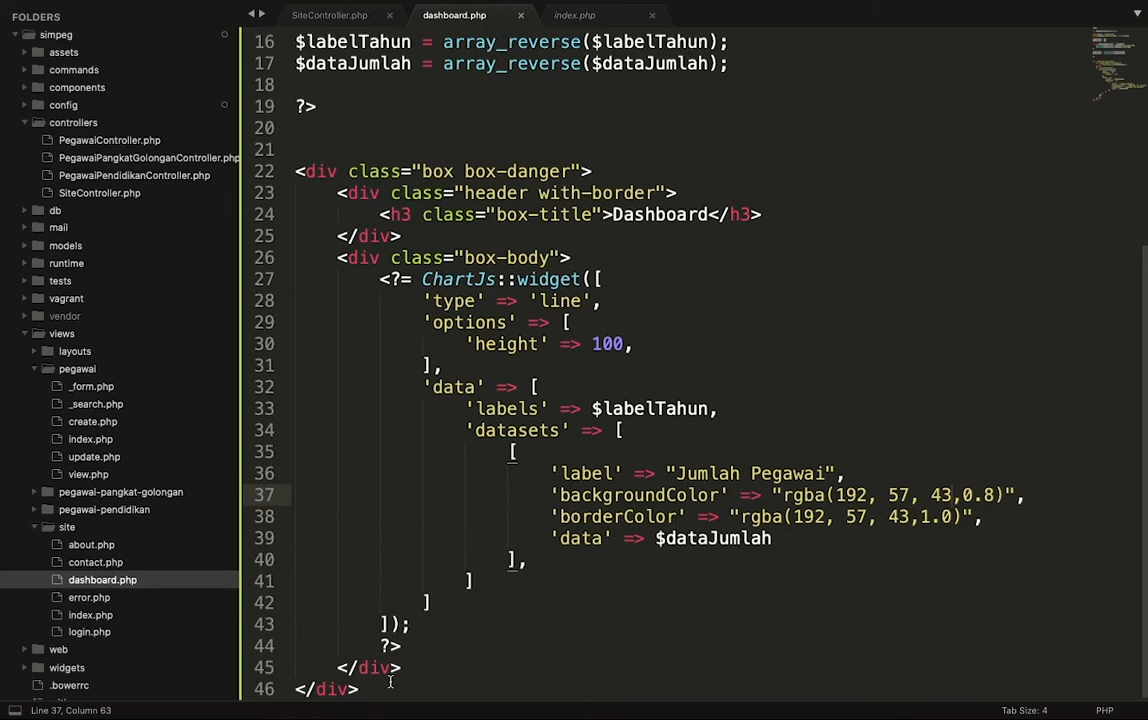 FOLDERS
simpeg
assets
commands
components
config
controllers
PegawaiController.php
PegawaiPangkatGolonganController.php
PegawaiPendidikanController.php
SiteController.php
db
mail
models
runtime
tests
vagrant
vendor
views
layouts
pegawai
_form.php
_search.php
create.php
index.php
update.php
view.php
pegawai-pangkat-golongan
pegawai-pendidikan
site
about.php
contact.php
dashboard.php
error.php
index.php
login.php
web
widgets
.bowerrc
SiteController.php × dashboard.php × index.php ×
16 $labelTahun = array_reverse($labelTahun);
17 $dataJumlah = array_reverse($dataJumlah);
18
19 ?>
20
21
22 <div class="box box-danger">
23     <div class="header with-border">
24         <h3 class="box-title">Dashboard</h3>
25     </div>
26     <div class="box-body">
27         <?= ChartJs::widget([
28             'type' => 'line',
29             'options' => [
30                 'height' => 100,
31             ],
32             'data' => [
33                 'labels' => $labelTahun,
34                 'datasets' => [
35                     [
36                         'label' => "Jumlah Pegawai",
37                         'backgroundColor' => "rgba(192, 57, 43,0.8)",
38                         'borderColor' => "rgba(192, 57, 43,1.0)",
39                         'data' => $dataJumlah
40                     ],
41                 ]
42             ]
43         ]);
44         ?>
45     </div>
46 </div>
Line 37, Column 63
Tab Size: 4
PHP